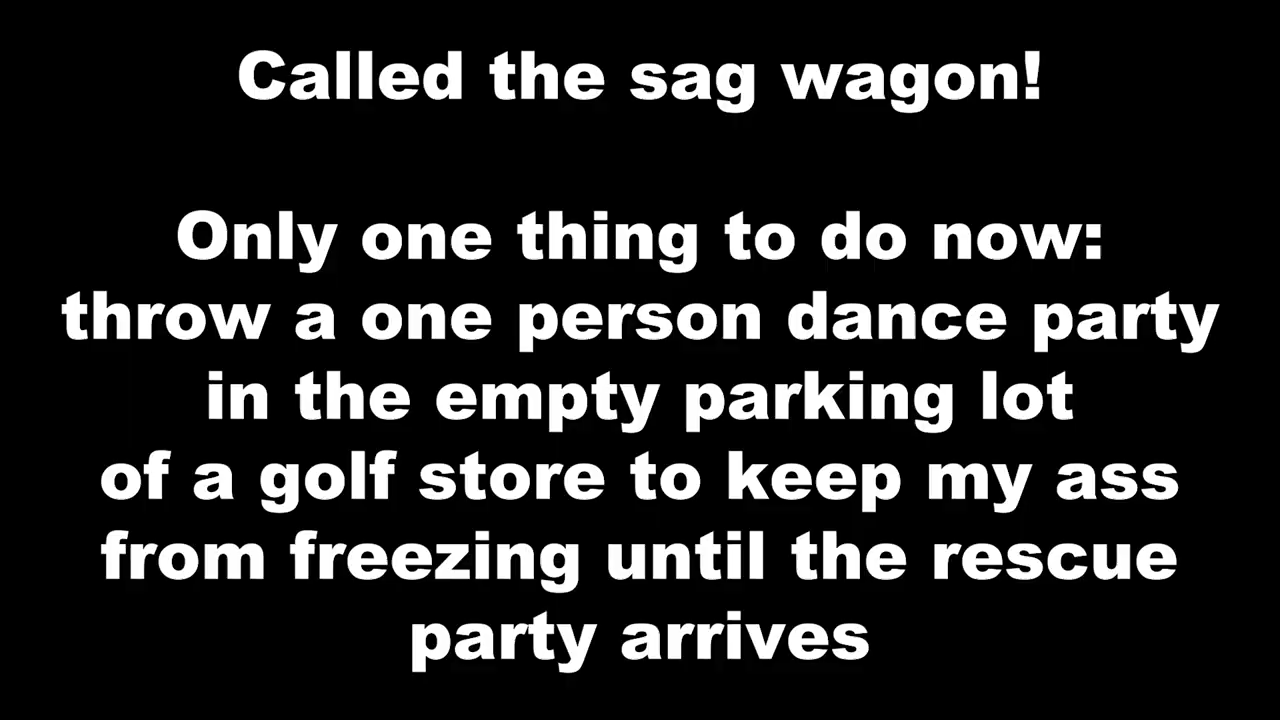 Called the sag wagon!
Only one thing to do now:
throw a one person dance party
in the empty parking lot
of a golf store to keep my ass
from freezing until the rescue
party arrives